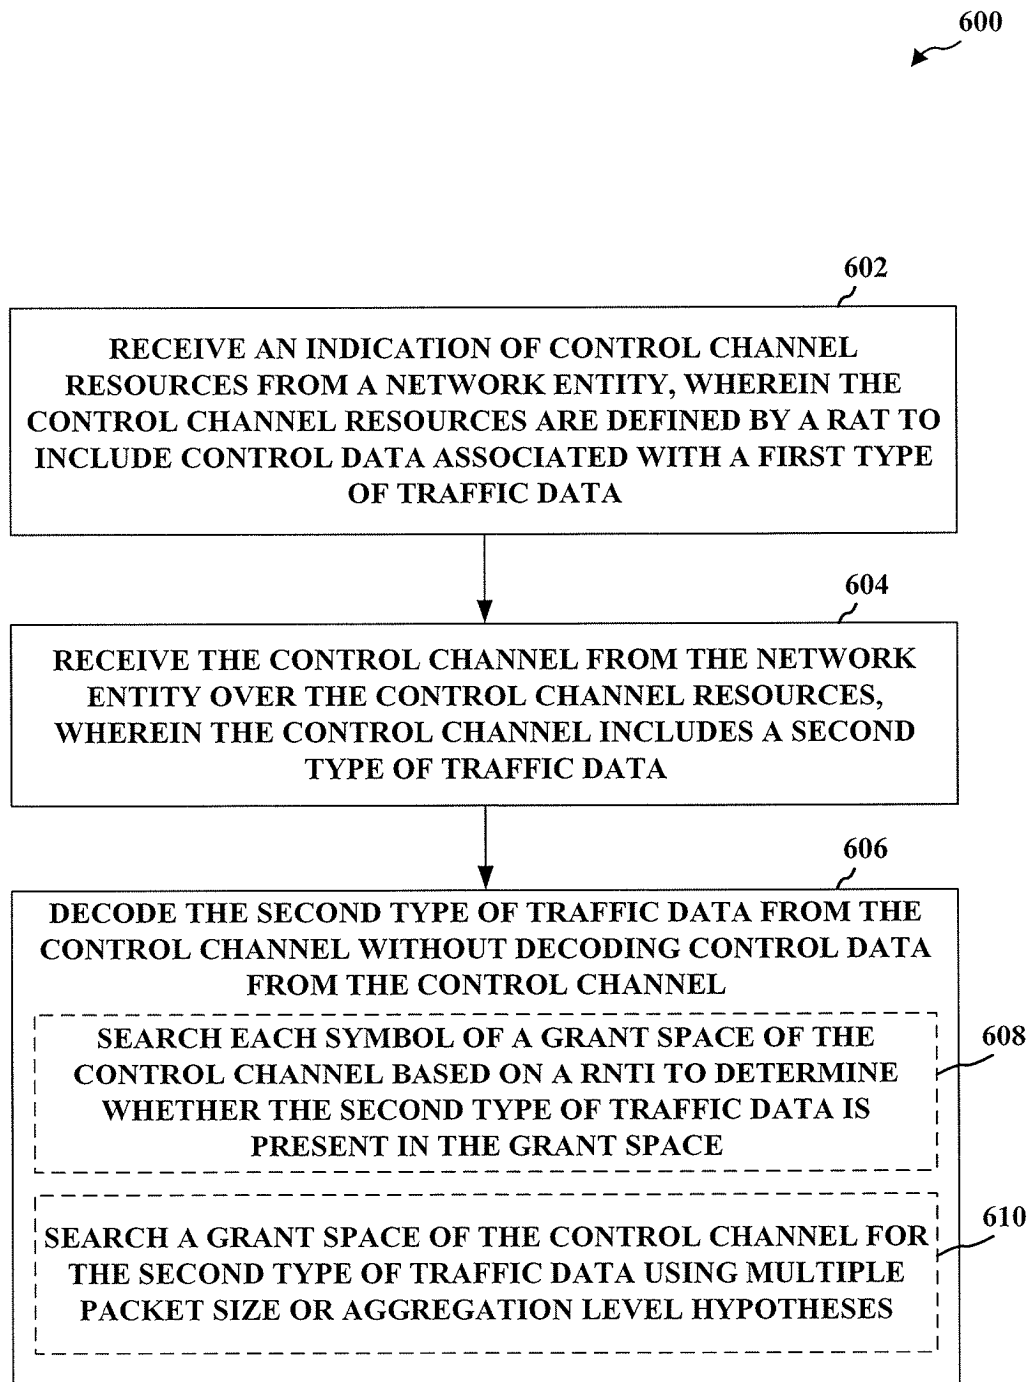 600
602
RECEIVE AN INDICATION OF CONTROL CHANNEL
RESOURCES FROM A NETWORK ENTITY, WHEREIN THE
CONTROL CHANNEL RESOURCES ARE DEFINED BY A RAT TO
INCLUDE CONTROL DATA ASSOCIATED WITH A FIRST TYPE
OF TRAFFIC DATA
604
RECEIVE THE CONTROL CHANNEL FROM THE NETWORK
ENTITY OVER THE CONTROL CHANNEL RESOURCES,
WHEREIN THE CONTROL CHANNEL INCLUDES A SECOND
TYPE OF TRAFFIC DATA
606
DECODE THE SECOND TYPE OF TRAFFIC DATA FROM THE
CONTROL CHANNEL WITHOUT DECODING CONTROL DATA
FROM THE CONTROL CHANNEL
608
SEARCH EACH SYMBOL OF A GRANT SPACE OF THE
CONTROL CHANNEL BASED ON A RNTI TO DETERMINE
WHETHER THE SECOND TYPE OF TRAFFIC DATA IS
PRESENT IN THE GRANT SPACE
610
SEARCH A GRANT SPACE OF THE CONTROL CHANNEL FOR
THE SECOND TYPE OF TRAFFIC DATA USING MULTIPLE
PACKET SIZE OR AGGREGATION LEVEL HYPOTHESES